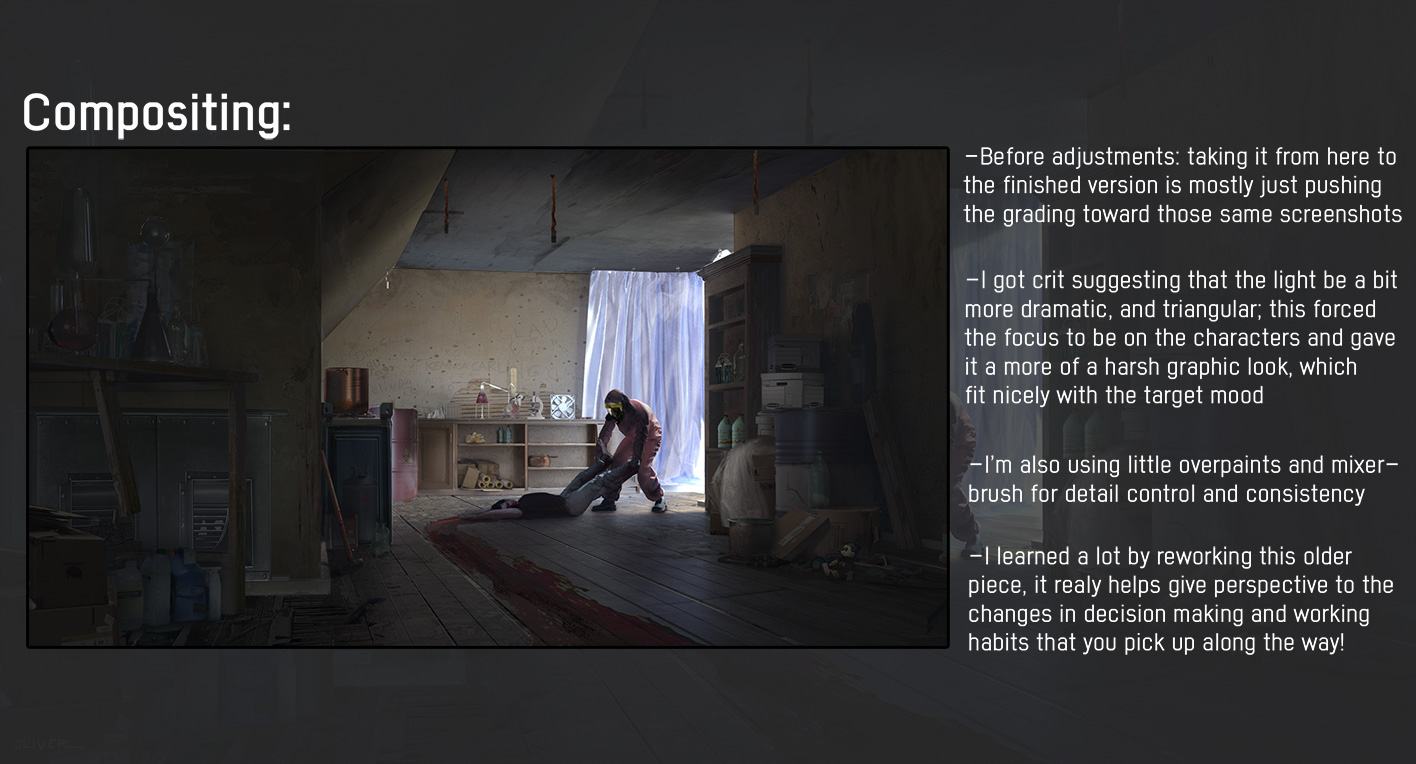 Compositing:
-Before adjustments: taking it from here to
the finished version is mostly just pushing
the grading toward those same screenshots
-I got crit suggesting that the light be a bit
more dramatic, and triangular; this forced
the focus to be on the characters and gave
it a more of a harsh graphic look, which
fit nicely with the target mood
-I'm also using little overpaints and mixer-
brush for detail control and consistency
-I learned a lot by reworking this older
piece, it realy helps give perspective to the
changes in decision making and working
habits that you pick up along the way!